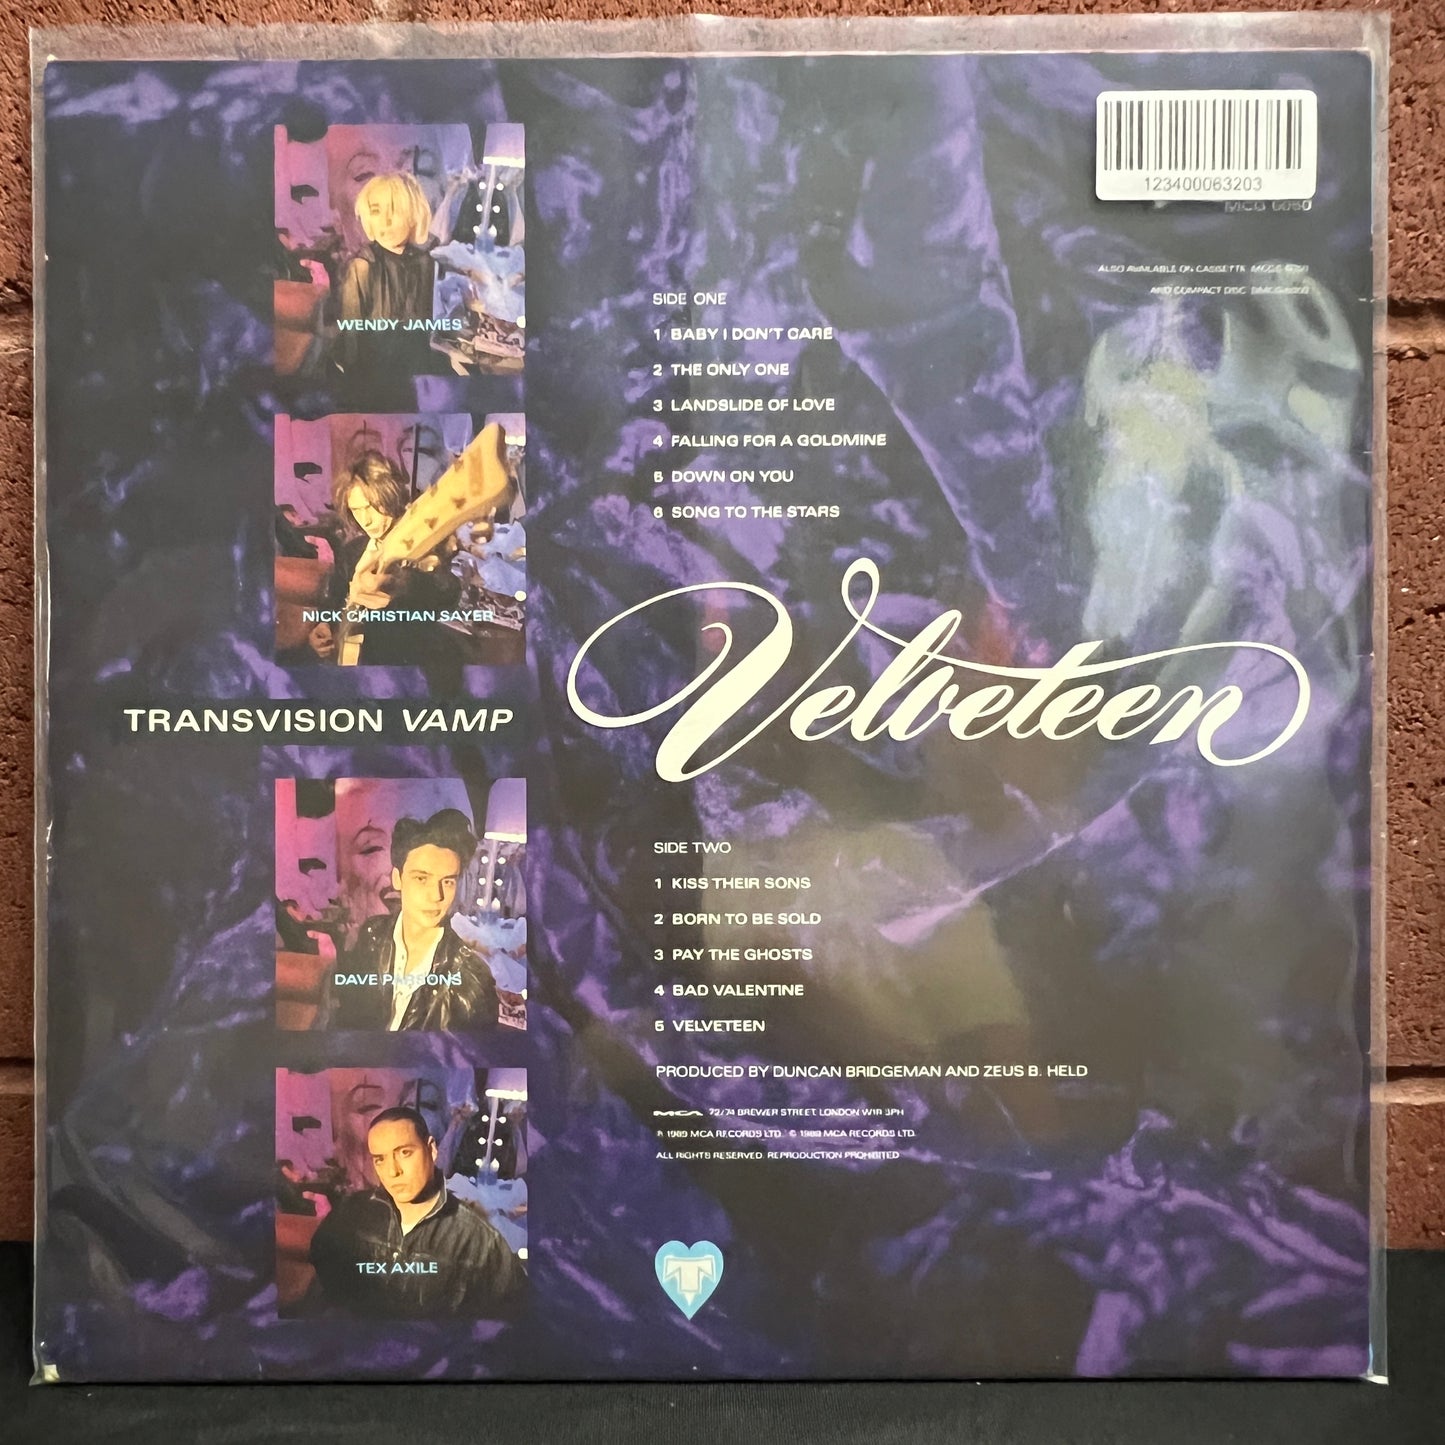 123400063203
WENDY JAMES
NICK CHRISTIAN SAYER
TRANSVISION VAMP
DAVE PARSONS
TEX AXILE
SIDE ONE
1 BABY I DON'T CARE
2 THE ONLY ONE
3 LANDSLIDE OF LOVE
4 FALLING FOR A GOLDMINE
5 DOWN ON YOU
6 SONG TO THE STARS
Velveteen
SIDE TWO
1 KISS THEIR SONS
2 BORN TO BE SOLD
3 PAY THE GHOSTS
4 BAD VALENTINE
5 VELVETEEN
PRODUCED BY DUNCAN BRIDGEMAN AND ZEUS B. HELD
MCA 72/74 BREWER STREET, LONDON W1R 3PH
℗ 1989 MCA RECORDS LTD. © 1989 MCA RECORDS LTD.
ALL RIGHTS RESERVED. REPRODUCTION PROHIBITED
ALSO AVAILABLE ON CASSETTE
AND COMPACT DISC
T